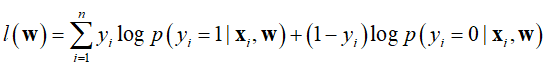 l(w) = ∑_{i=1}^{n} y_i log p(y_i = 1 | x_i, w) + (1 − y_i) log p(y_i = 0 | x_i, w)